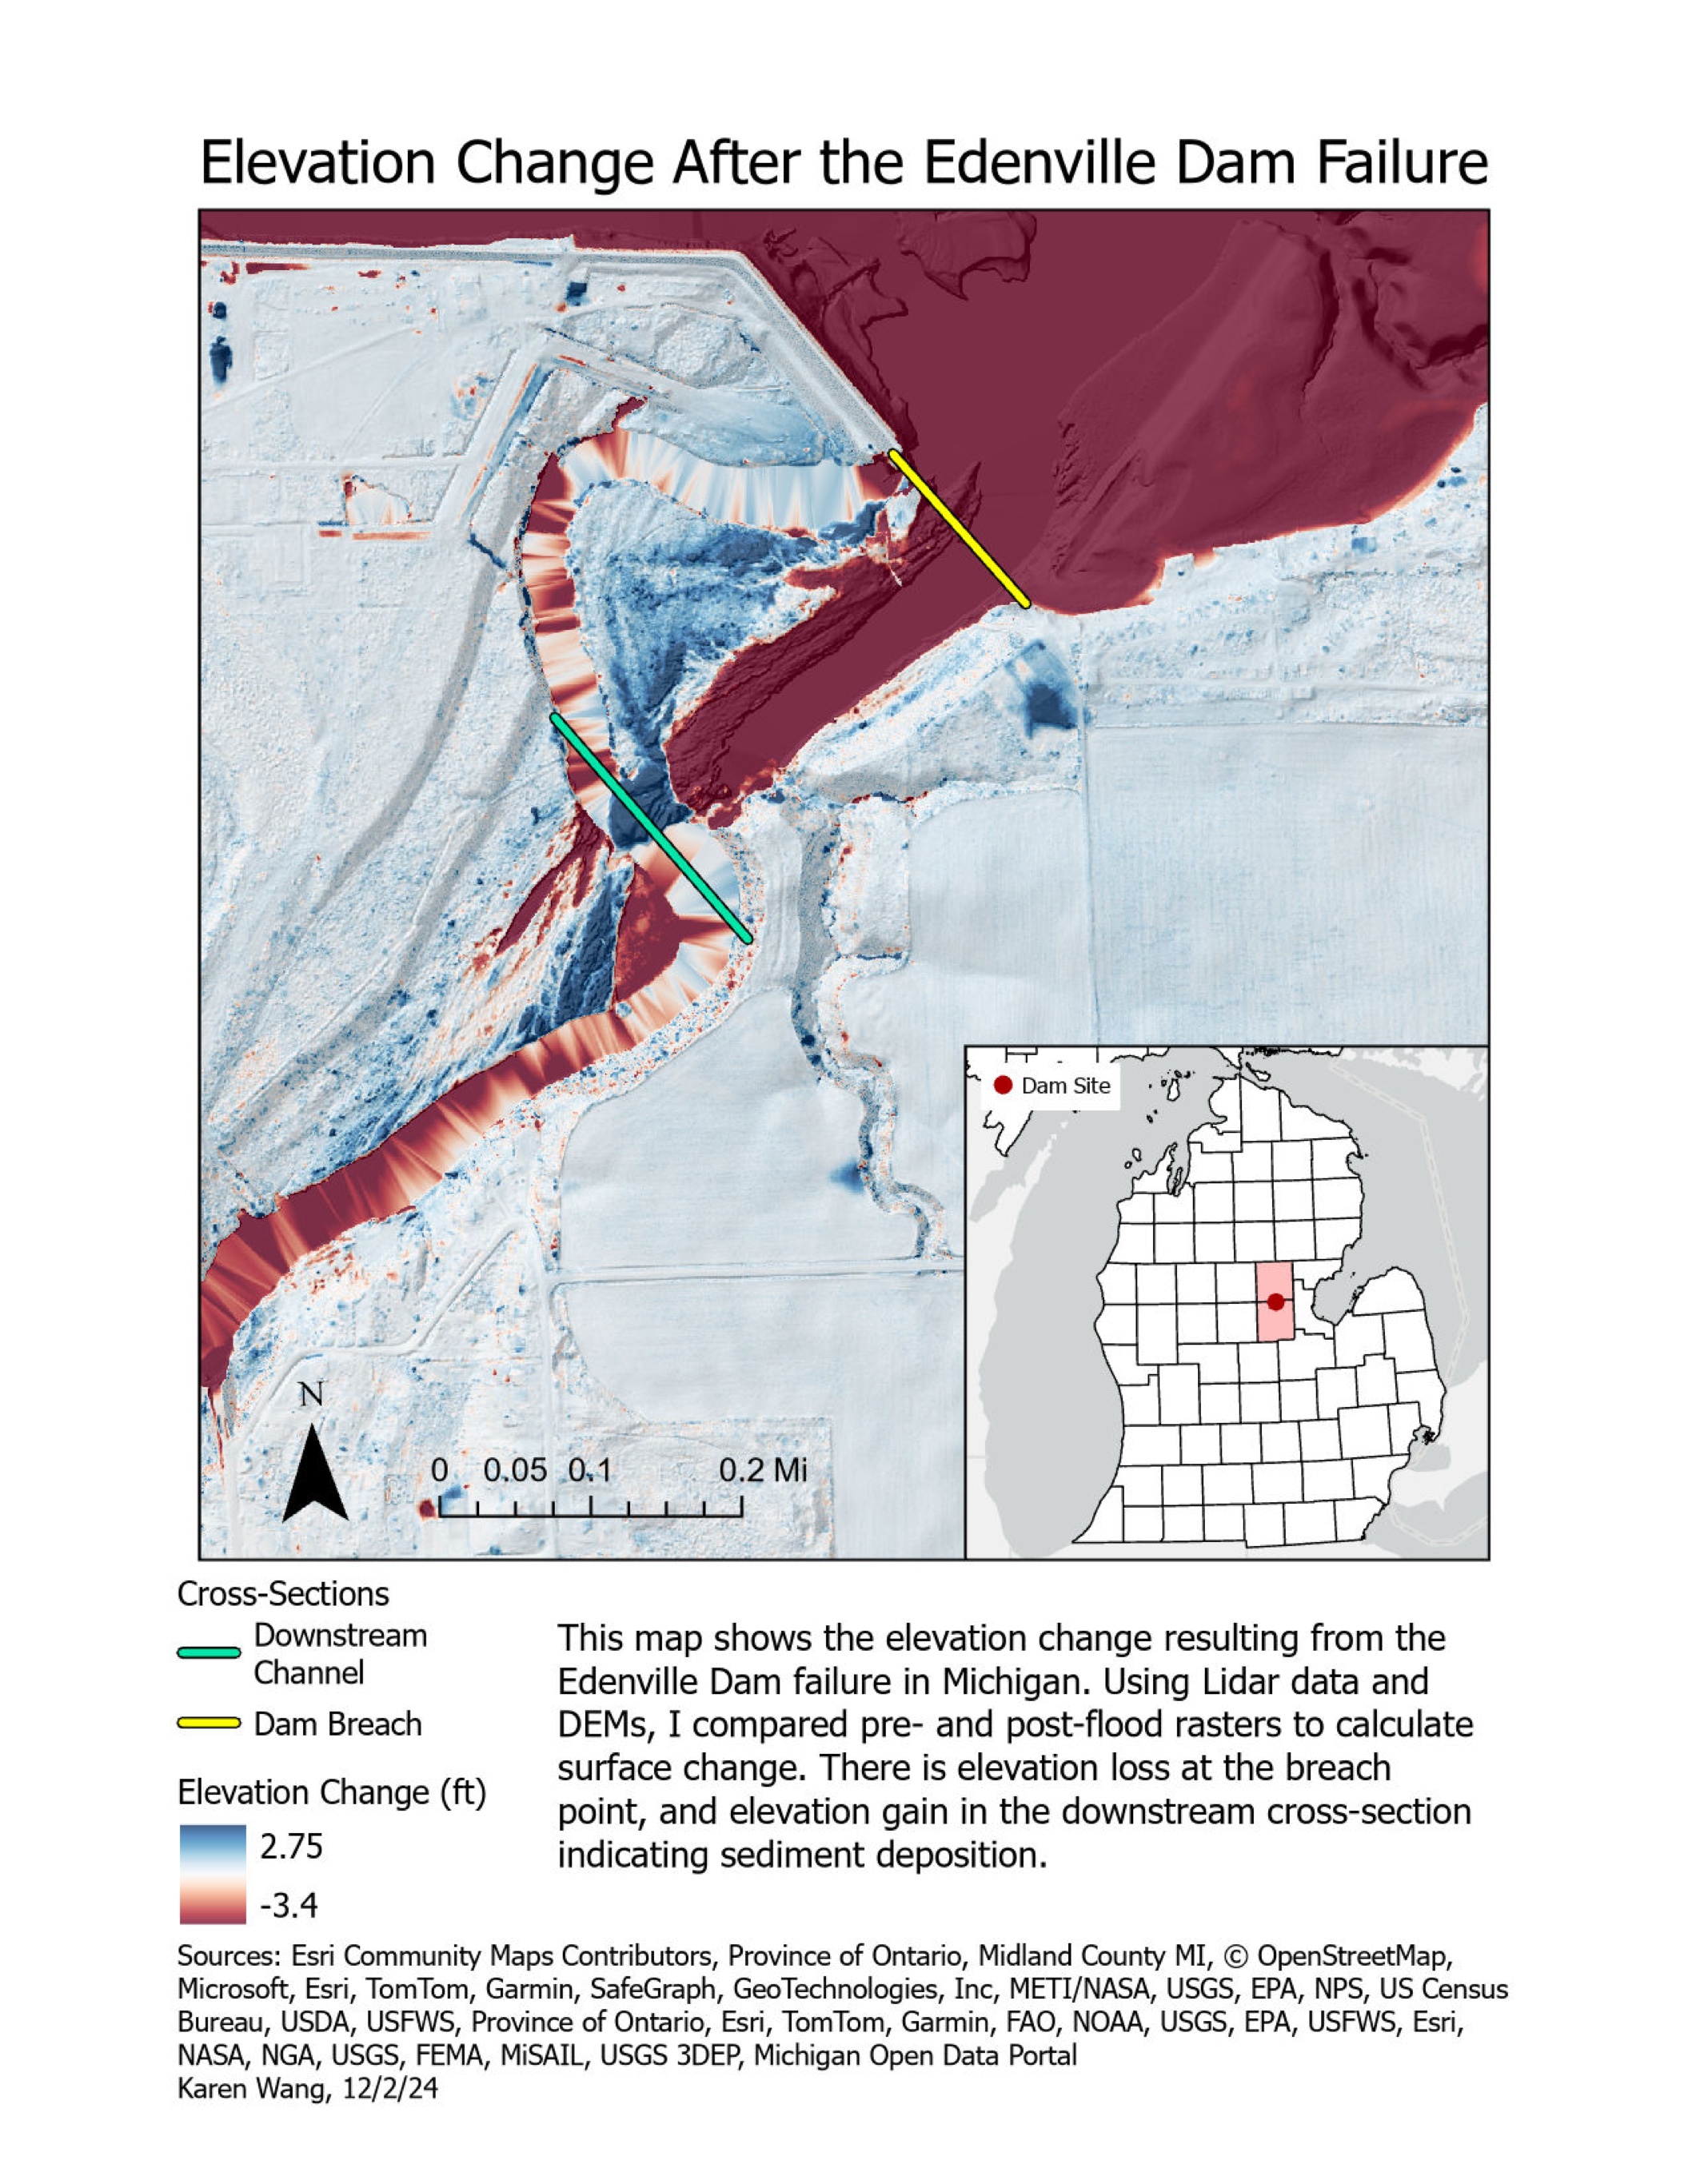 Elevation Change After the Edenville Dam Failure
Dam Site
N
0 0.05 0.1 0.2 Mi
Cross-Sections
Downstream
Channel
Dam Breach
Elevation Change (ft)
2.75
-3.4
This map shows the elevation change resulting from the
Edenville Dam failure in Michigan. Using Lidar data and
DEMs, I compared pre- and post-flood rasters to calculate
surface change. There is elevation loss at the breach
point, and elevation gain in the downstream cross-section
indicating sediment deposition.
Sources: Esri Community Maps Contributors, Province of Ontario, Midland County MI, © OpenStreetMap,
Microsoft, Esri, TomTom, Garmin, SafeGraph, GeoTechnologies, Inc, METI/NASA, USGS, EPA, NPS, US Census
Bureau, USDA, USFWS, Province of Ontario, Esri, TomTom, Garmin, FAO, NOAA, USGS, EPA, USFWS, Esri,
NASA, NGA, USGS, FEMA, MiSAIL, USGS 3DEP, Michigan Open Data Portal
Karen Wang, 12/2/24